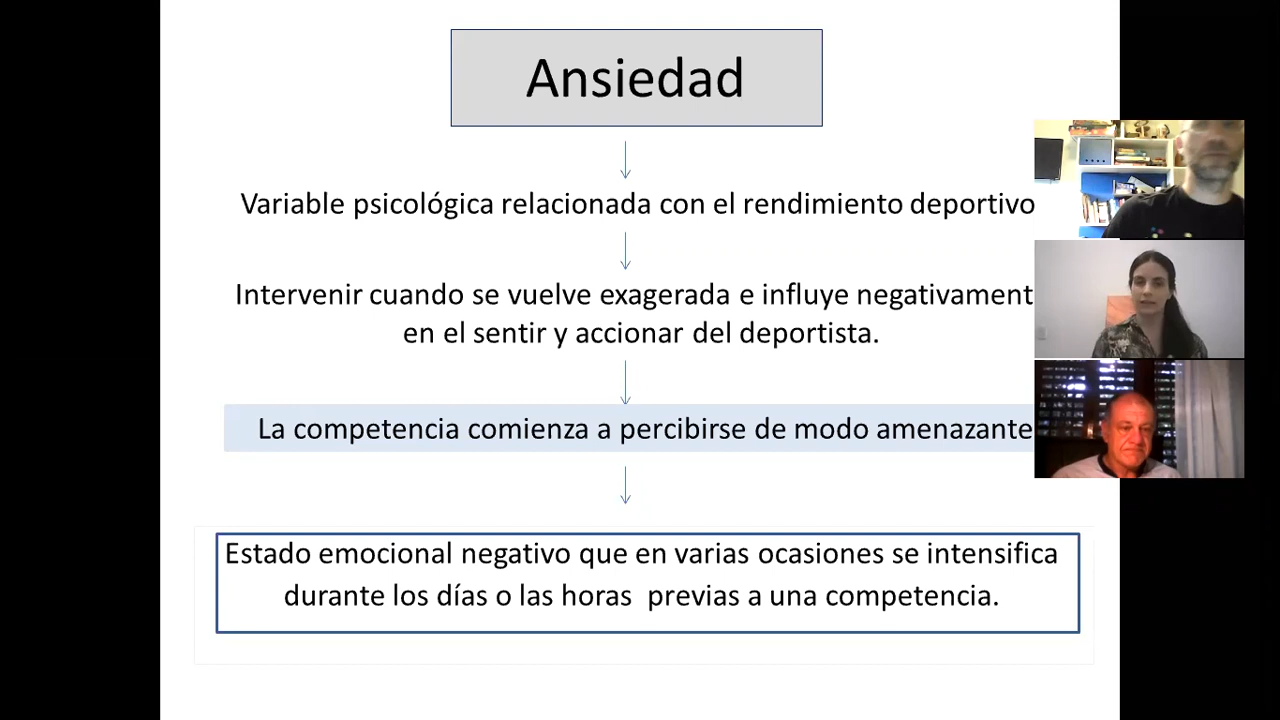 Ansiedad
Variable psicológica relacionada con el rendimiento deportivo
Intervenir cuando se vuelve exagerada e influye negativament
en el sentir y accionar del deportista.
La competencia comienza a percibirse de modo amenazante
Estado emocional negativo que en varias ocasiones se intensifica
durante los días o las horas previas a una competencia.